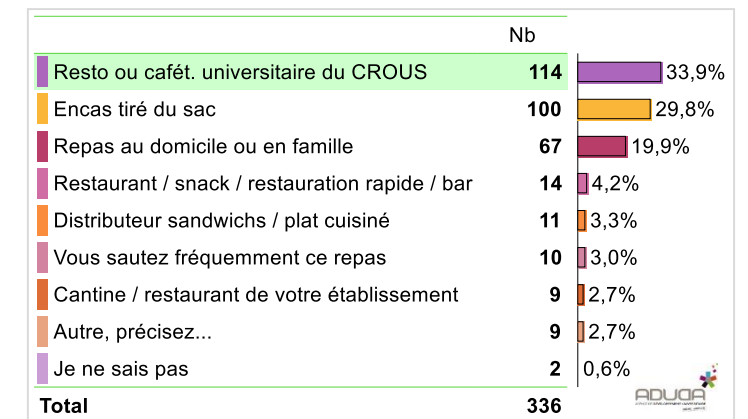 Nb
Resto ou cafét. universitaire du CROUS 114 33,9%
Encas tiré du sac 100 29,8%
Repas au domicile ou en famille 67 19,9%
Restaurant / snack / restauration rapide / bar 14 4,2%
Distributeur sandwichs / plat cuisiné 11 3,3%
Vous sautez fréquemment ce repas 10 3,0%
Cantine / restaurant de votre établissement 9 2,7%
Autre, précisez... 9 2,7%
Je ne sais pas 2 0,6%
Total 336
ADUDA